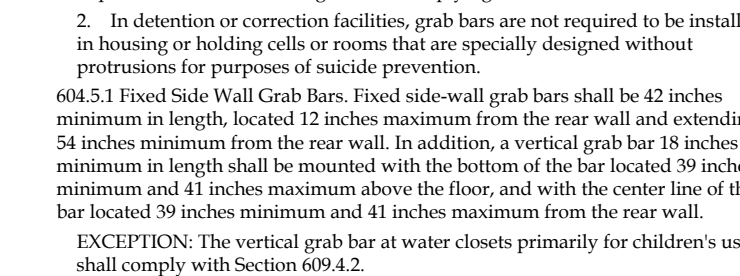 2. In detention or correction facilities, grab bars are not required to be install
in housing or holding cells or rooms that are specially designed without
protrusions for purposes of suicide prevention.
604.5.1 Fixed Side Wall Grab Bars. Fixed side-wall grab bars shall be 42 inches
minimum in length, located 12 inches maximum from the rear wall and extendin
54 inches minimum from the rear wall. In addition, a vertical grab bar 18 inches
minimum in length shall be mounted with the bottom of the bar located 39 inche
minimum and 41 inches maximum above the floor, and with the center line of th
bar located 39 inches minimum and 41 inches maximum from the rear wall.
EXCEPTION: The vertical grab bar at water closets primarily for children's us
shall comply with Section 609.4.2.